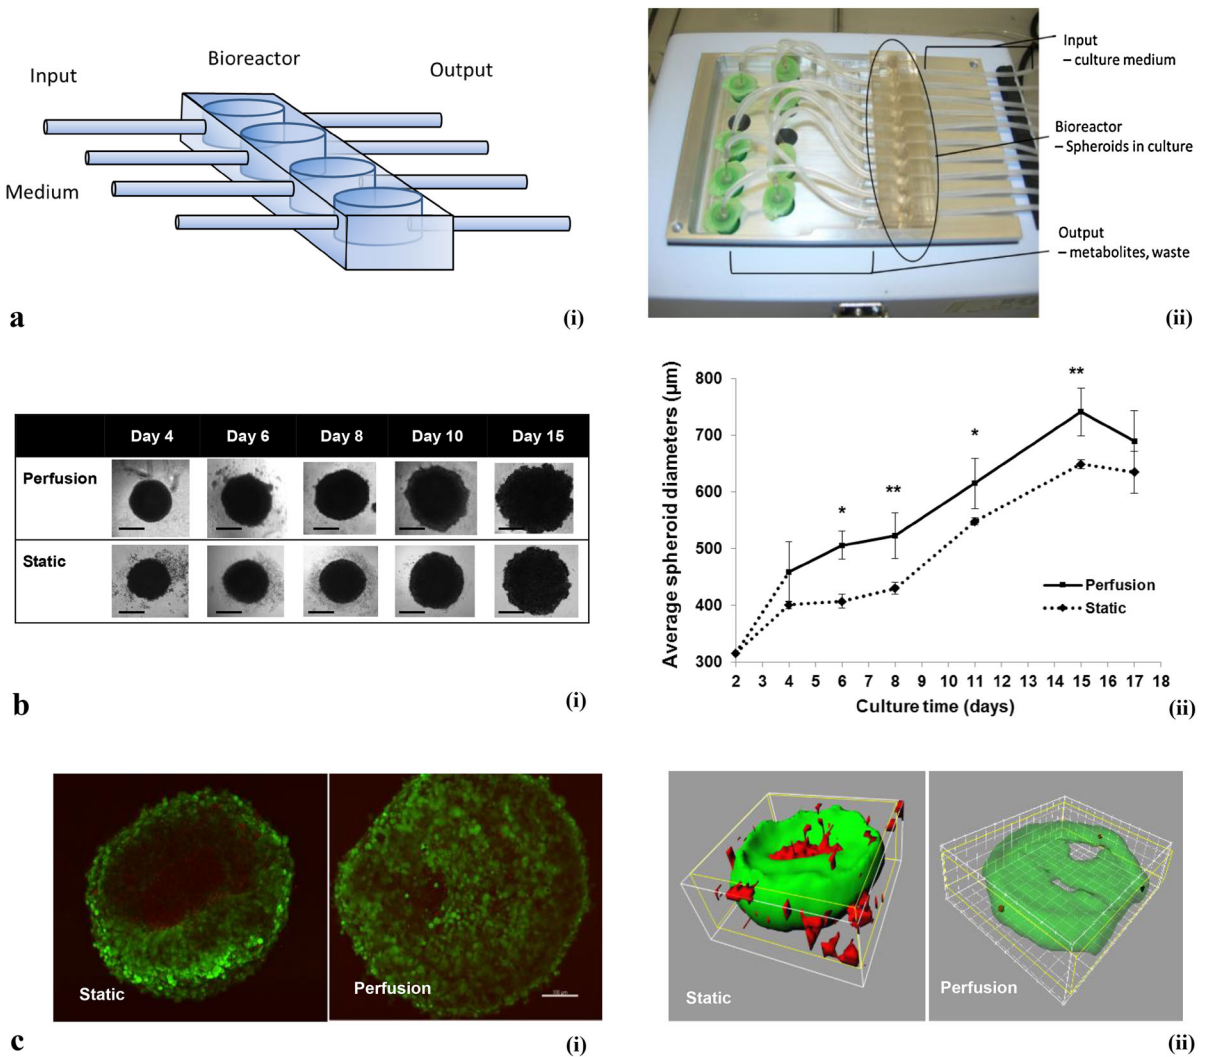 Input
Bioreactor
Output
Medium
a
(i)
Input
– culture medium
Bioreactor
– Spheroids in culture
Output
– metabolites, waste
(ii)
Day 4 Day 6 Day 8 Day 10 Day 15
Perfusion
Static
b
(i)
Average spheroid diameters (µm)
800
700
600
500
400
300
* ** * **
Perfusion
Static
2 3 4 5 6 7 8 9 10 11 12 13 14 15 16 17 18
Culture time (days)
(ii)
Static
Perfusion
100 µm
c
(i)
Static
Perfusion
(ii)